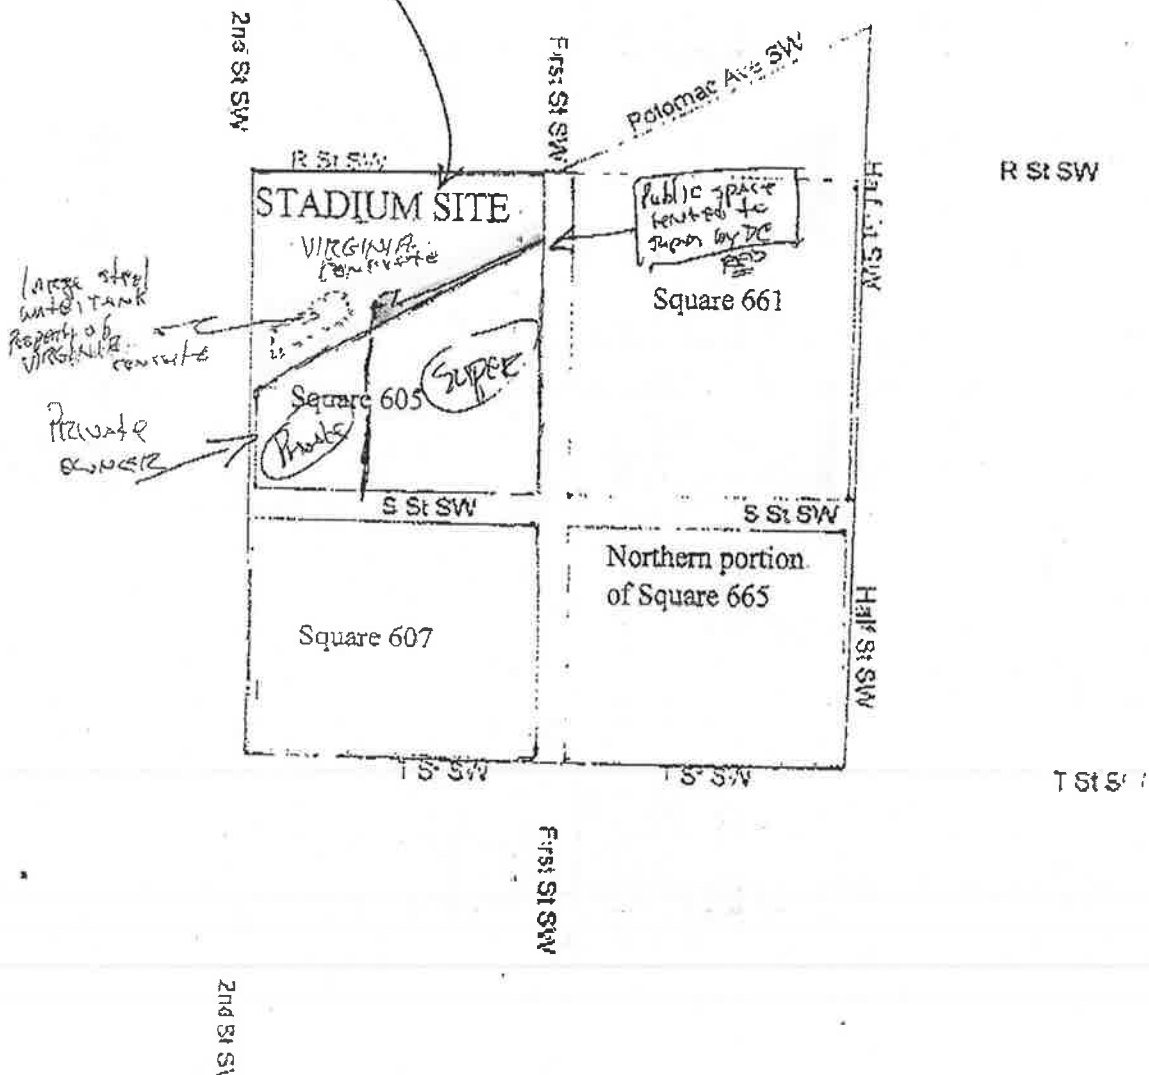 2nd St SW
First St SW
Potomac Ave SW
R St SW
R St SW
Half St SW
STADIUM SITE
VIRGINIA
CONCRETE
Public space
rented to
Super by DC
Large steel
water TANK
Property of
VIRGINIA
concrete
Square 661
Super
Square 605
Private
Private
OWNER
S St SW
S St SW
Northern portion
of Square 665
Square 607
Half St SW
T St SW
T St SW
T St S
First St SW
2nd St S